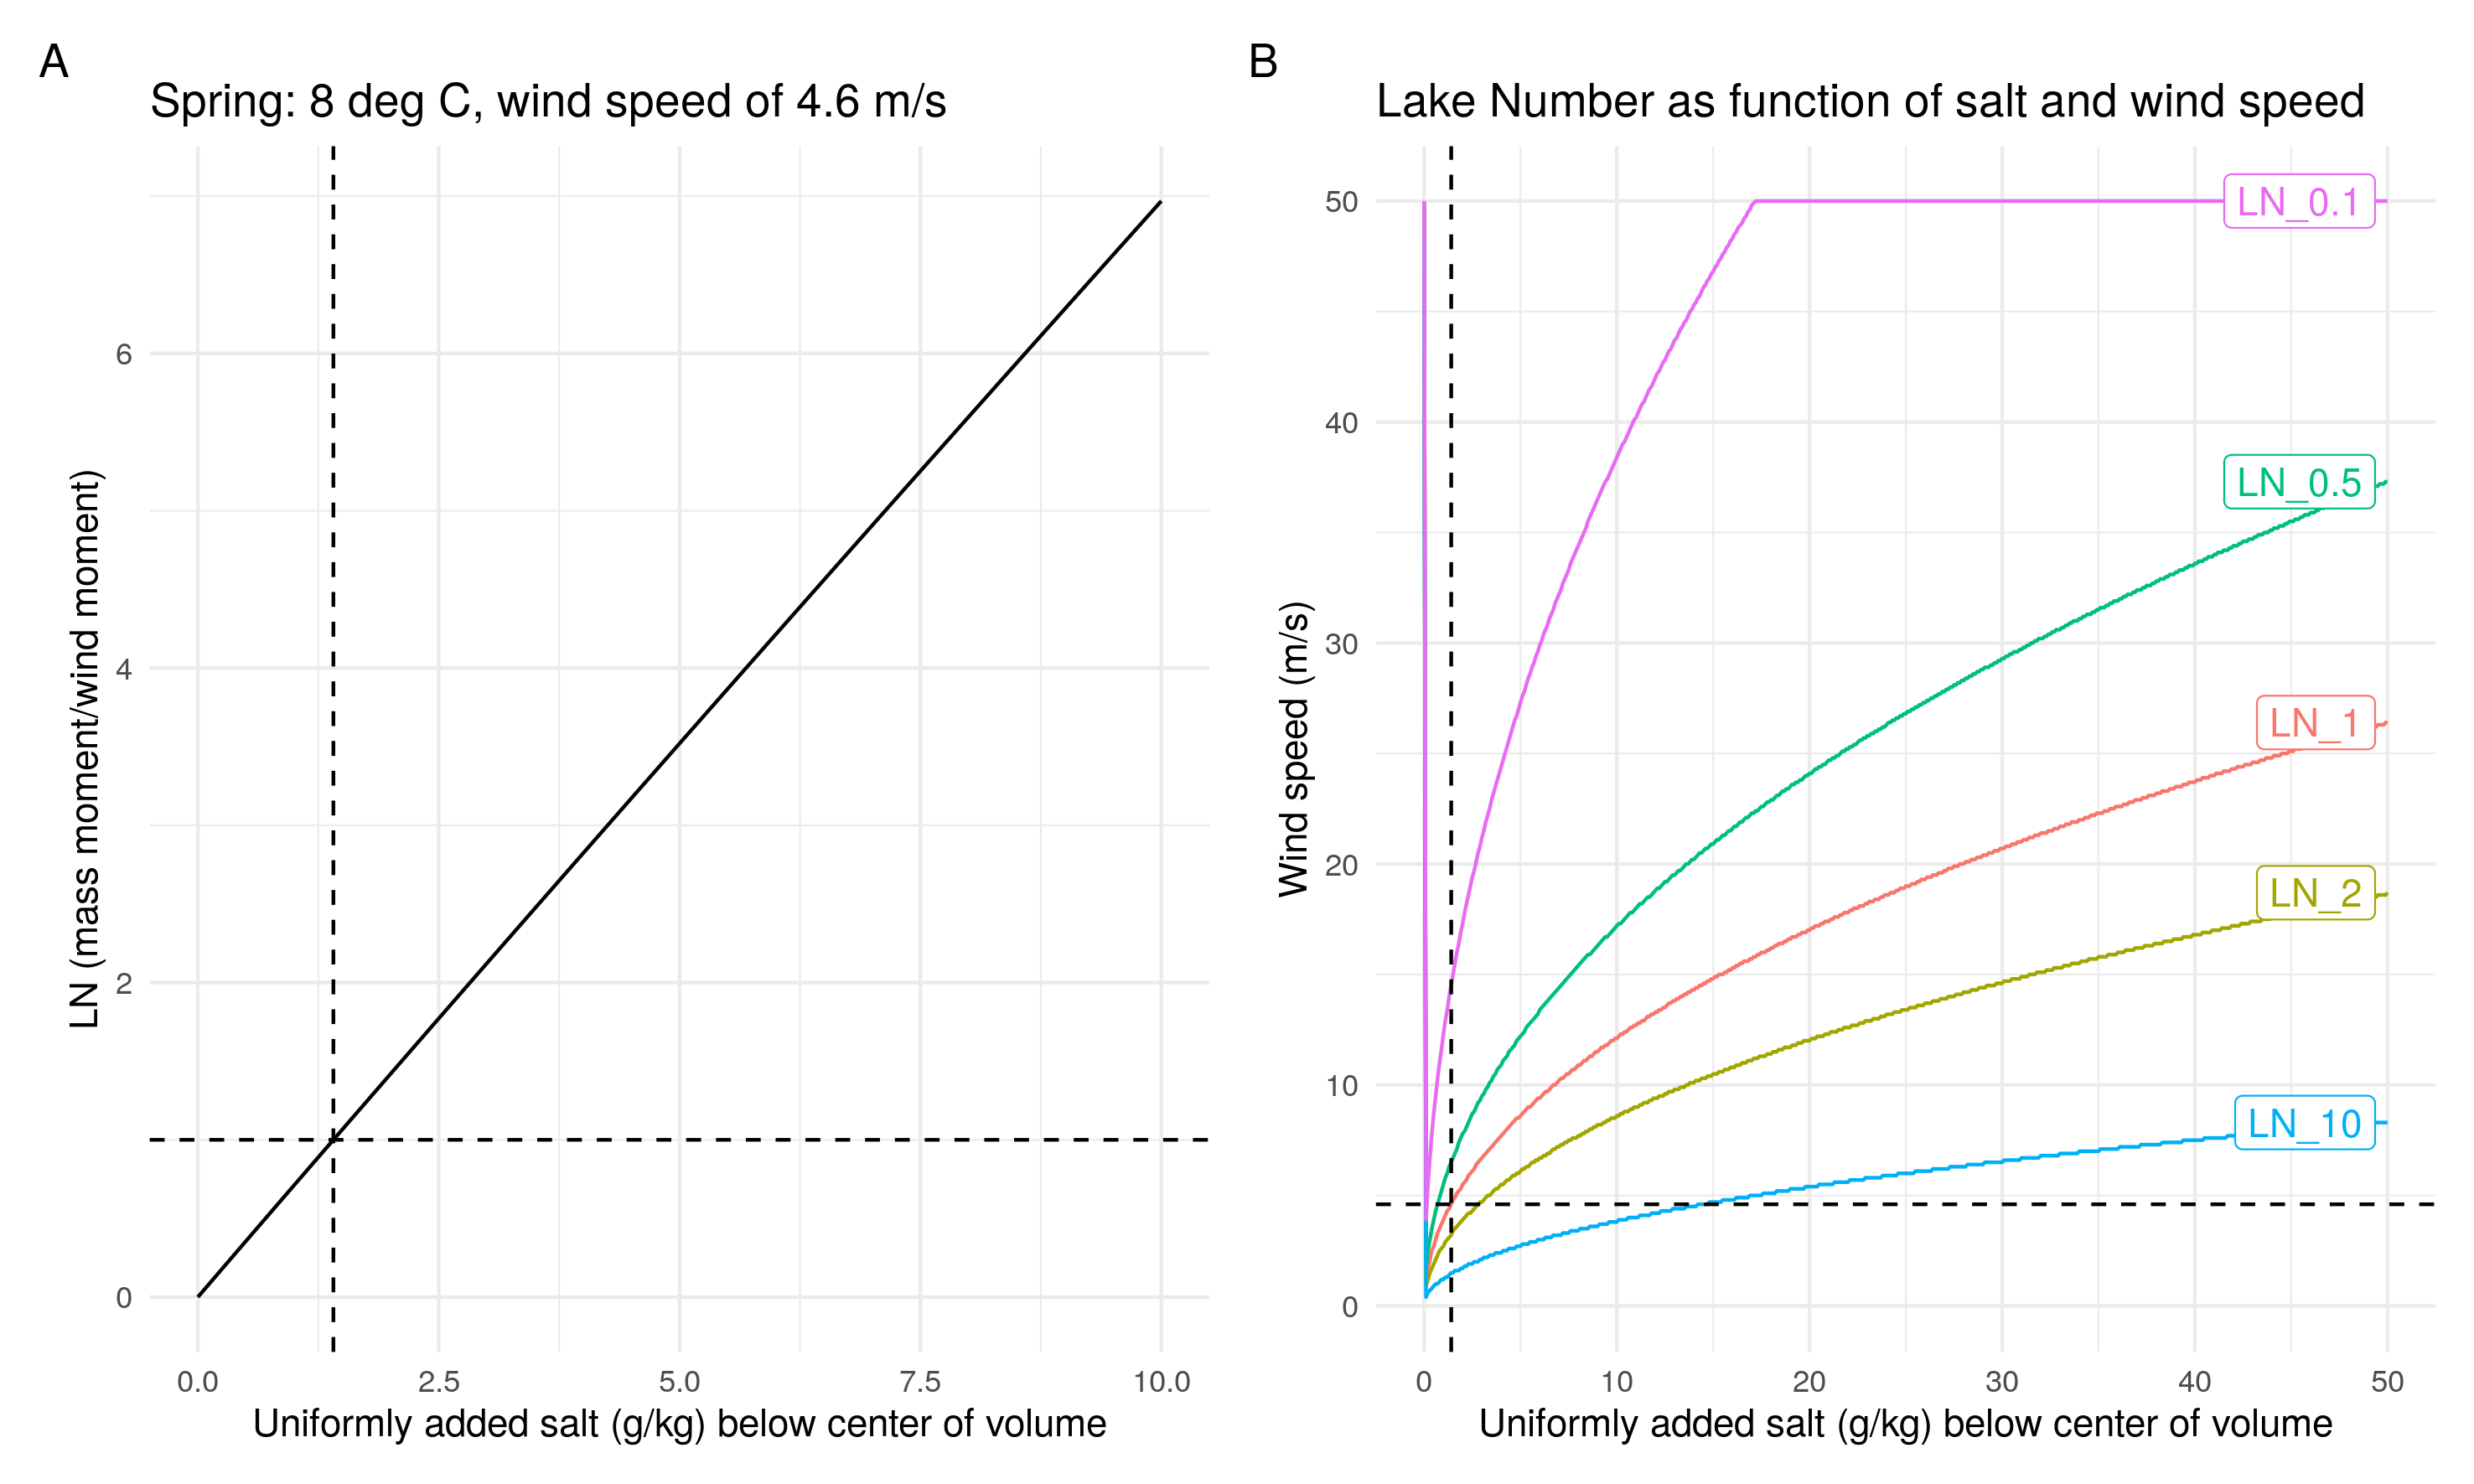 A
Spring: 8 deg C, wind speed of 4.6 m/s
LN (mass moment/wind moment)
6
4
2
0
0.0 2.5 5.0 7.5 10.0
Uniformly added salt (g/kg) below center of volume
B
Lake Number as function of salt and wind speed
Wind speed (m/s)
50
40
30
20
10
0
LN_0.1
LN_0.5
LN_1
LN_2
LN_10
0 10 20 30 40 50
Uniformly added salt (g/kg) below center of volume